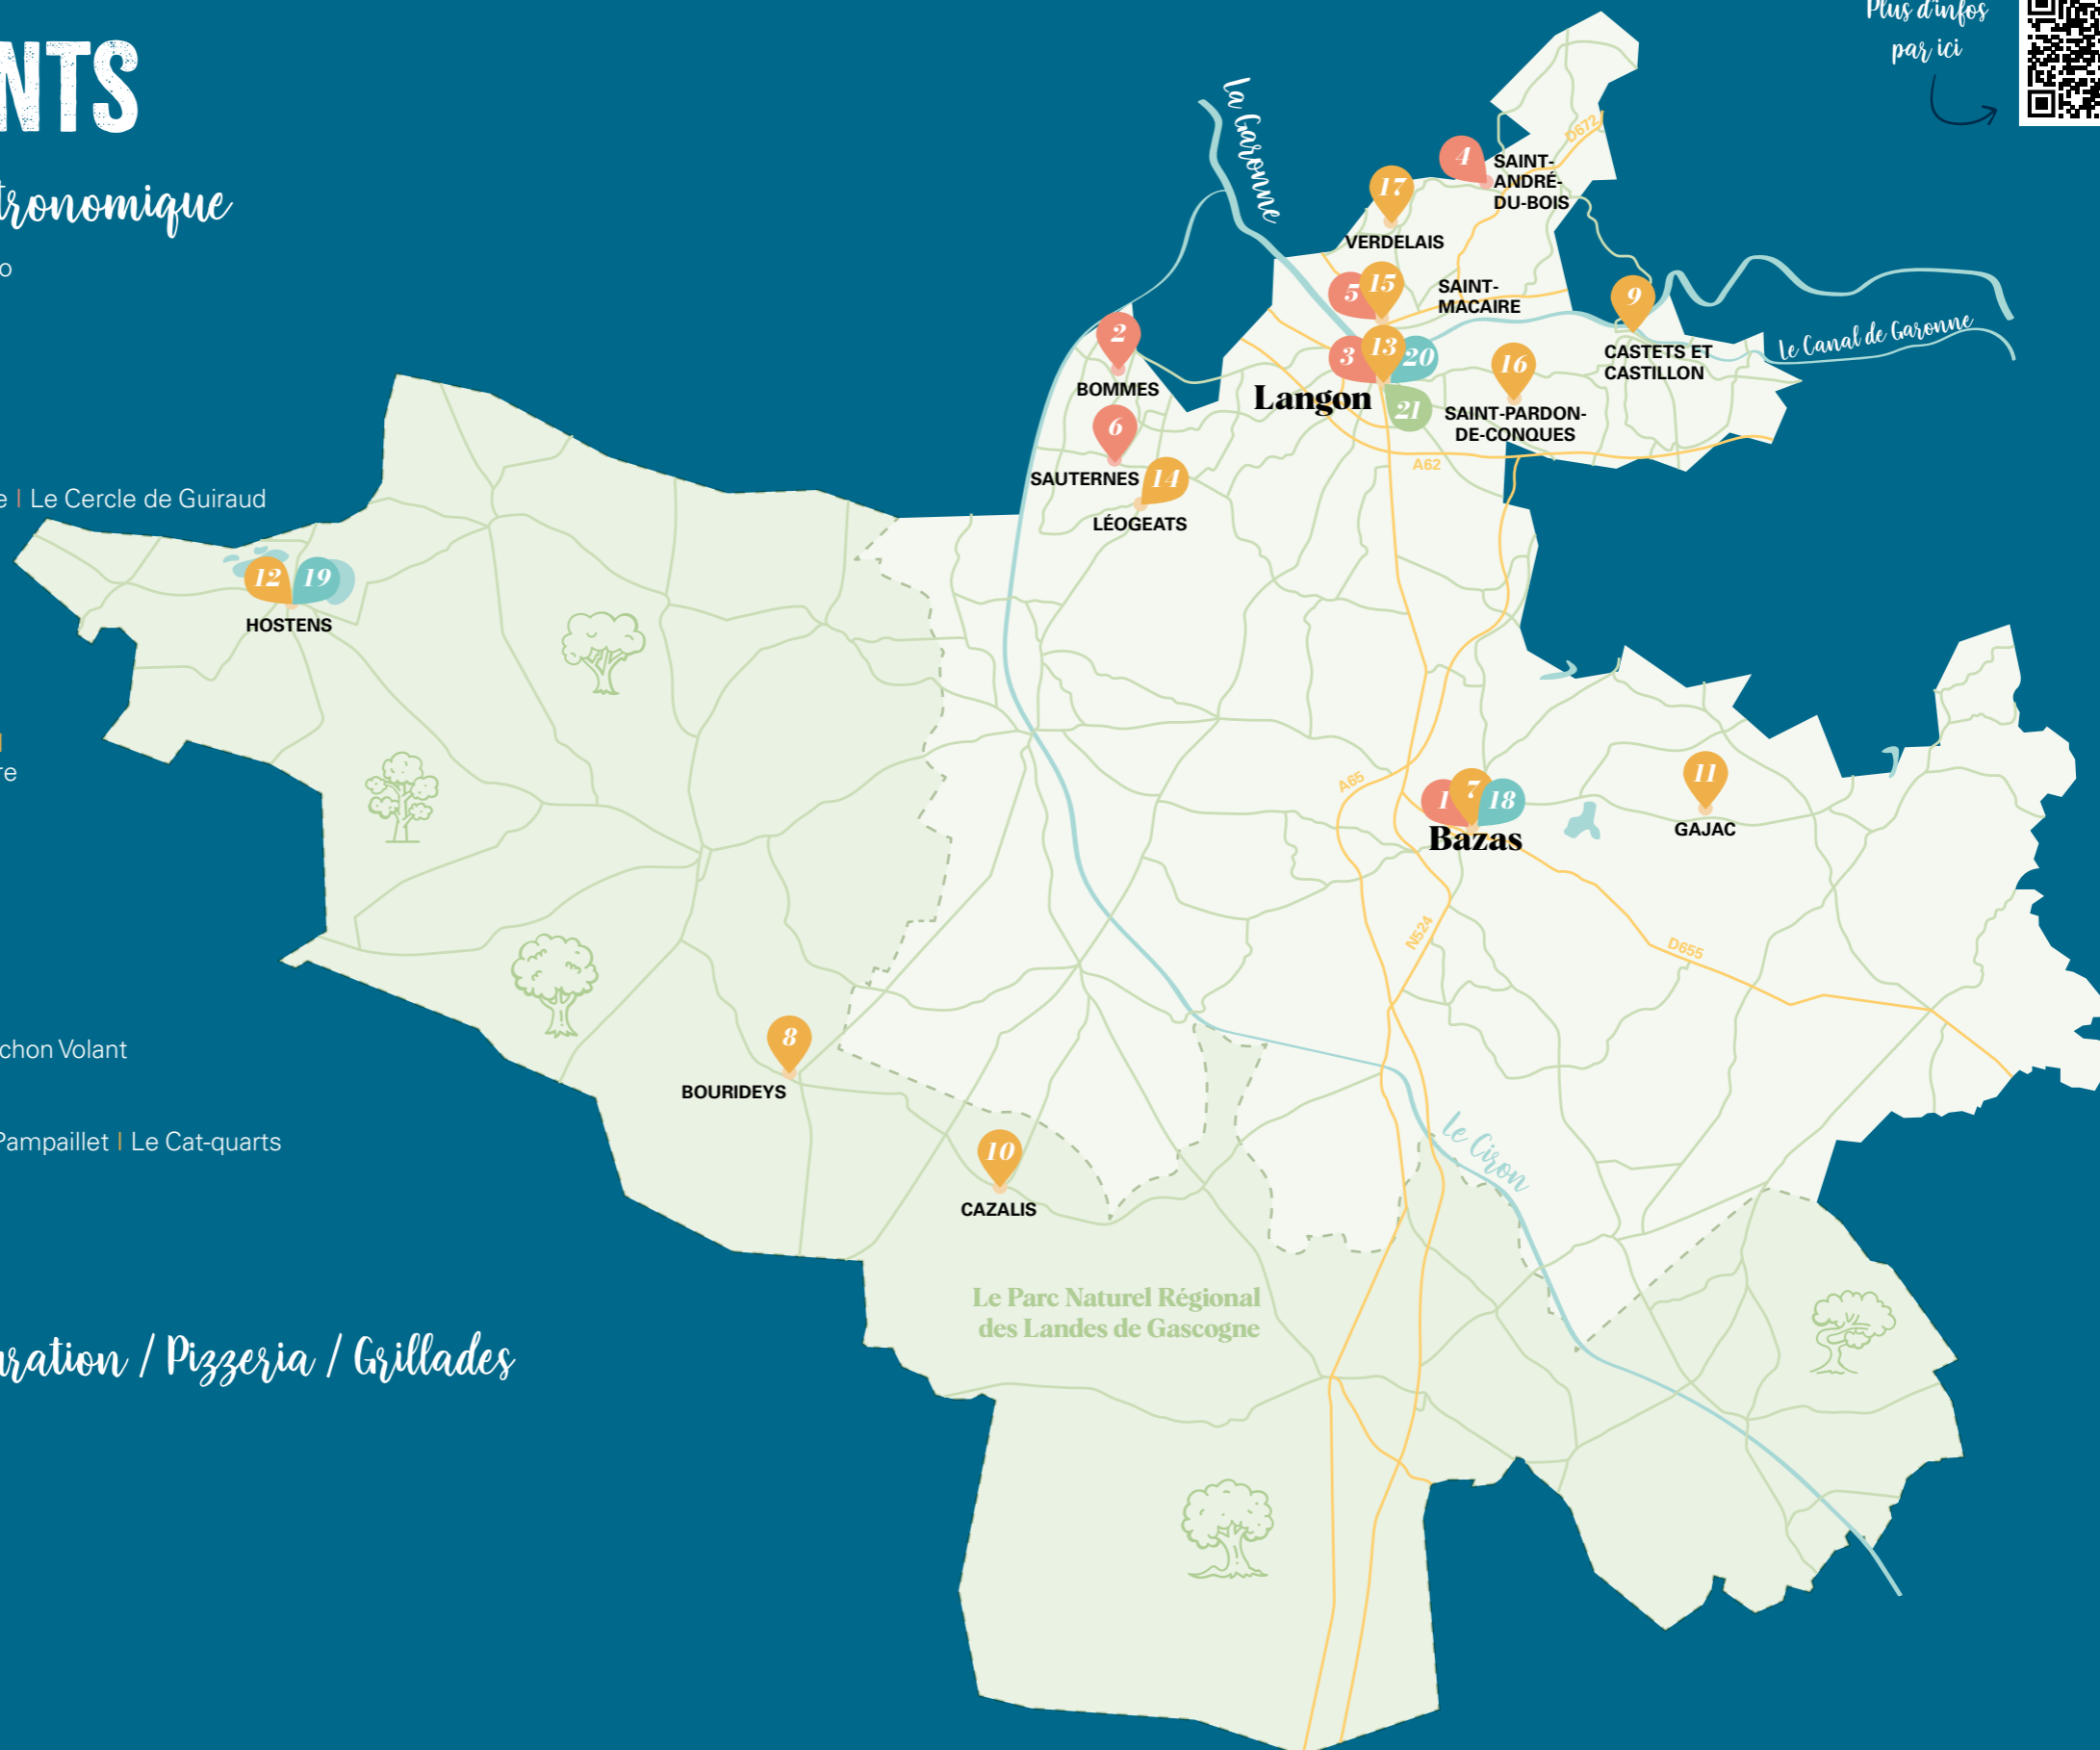 NTS
tronomique
o
e | Le Cercle de Guiraud
re
chon Volant
Pampaillet | Le Cat-quarts
uration / Pizzeria / Grillades
Plus d'infos
par ici
La Garonne
D672
4
SAINT-
ANDRÉ-
DU-BOIS
17
VERDELAIS
5
15
SAINT-
MACAIRE
9
CASTETS ET
CASTILLON
Le Canal de Garonne
2
BOMMES
3
13
20
Langon
21
16
SAINT-PARDON-
DE-CONQUES
A62
6
SAUTERNES
14
LÉOGEATS
12
19
HOSTENS
A65
1
7
18
Bazas
11
GAJAC
N524
D655
8
BOURIDEYS
10
CAZALIS
Le Ciron
Le Parc Naturel Régional
des Landes de Gascogne